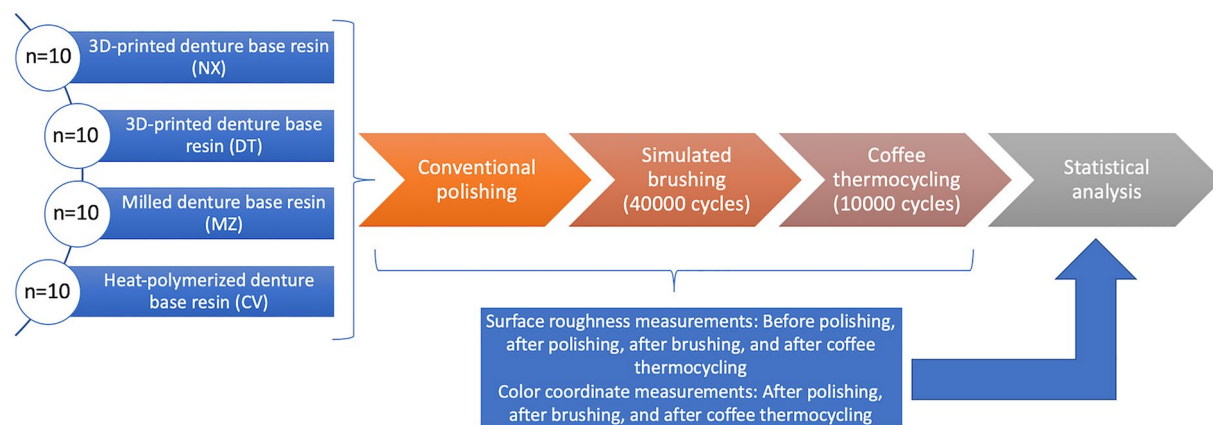 n=10
3D-printed denture base resin
(NX)
n=10
3D-printed denture base
resin (DT)
n=10
Milled denture base resin
(MZ)
n=10
Heat-polymerized denture
base resin (CV)
Conventional
polishing
Simulated
brushing
(40000 cycles)
Coffee
thermocycling
(10000 cycles)
Statistical
analysis
Surface roughness measurements: Before polishing,
after polishing, after brushing, and after coffee
thermocycling
Color coordinate measurements: After polishing,
after brushing, and after coffee thermocycling